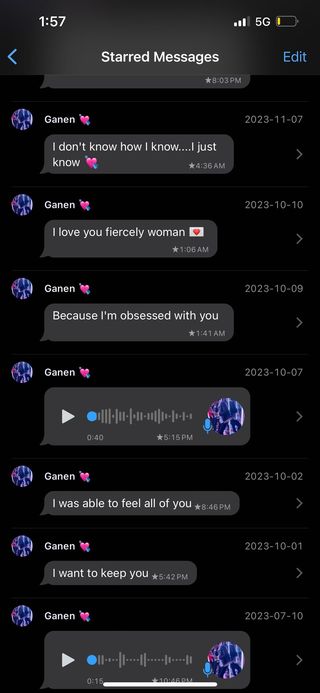 1:57
5G
Starred Messages
Edit
★8:03 PM
Ganen 💘
2023-11-07
I don't know how I know....I just
know 💘
★4:36 AM
Ganen 💘
2023-10-10
I love you fiercely woman 💌
★1:06 AM
Ganen 💘
2023-10-09
Because I'm obsessed with you
★1:41 AM
Ganen 💘
2023-10-07
0:40
★5:15 PM
Ganen 💘
2023-10-02
I was able to feel all of you ★8:46 PM
Ganen 💘
2023-10-01
I want to keep you ★5:42 PM
Ganen 💘
2023-07-10
0:15
★10:46 PM